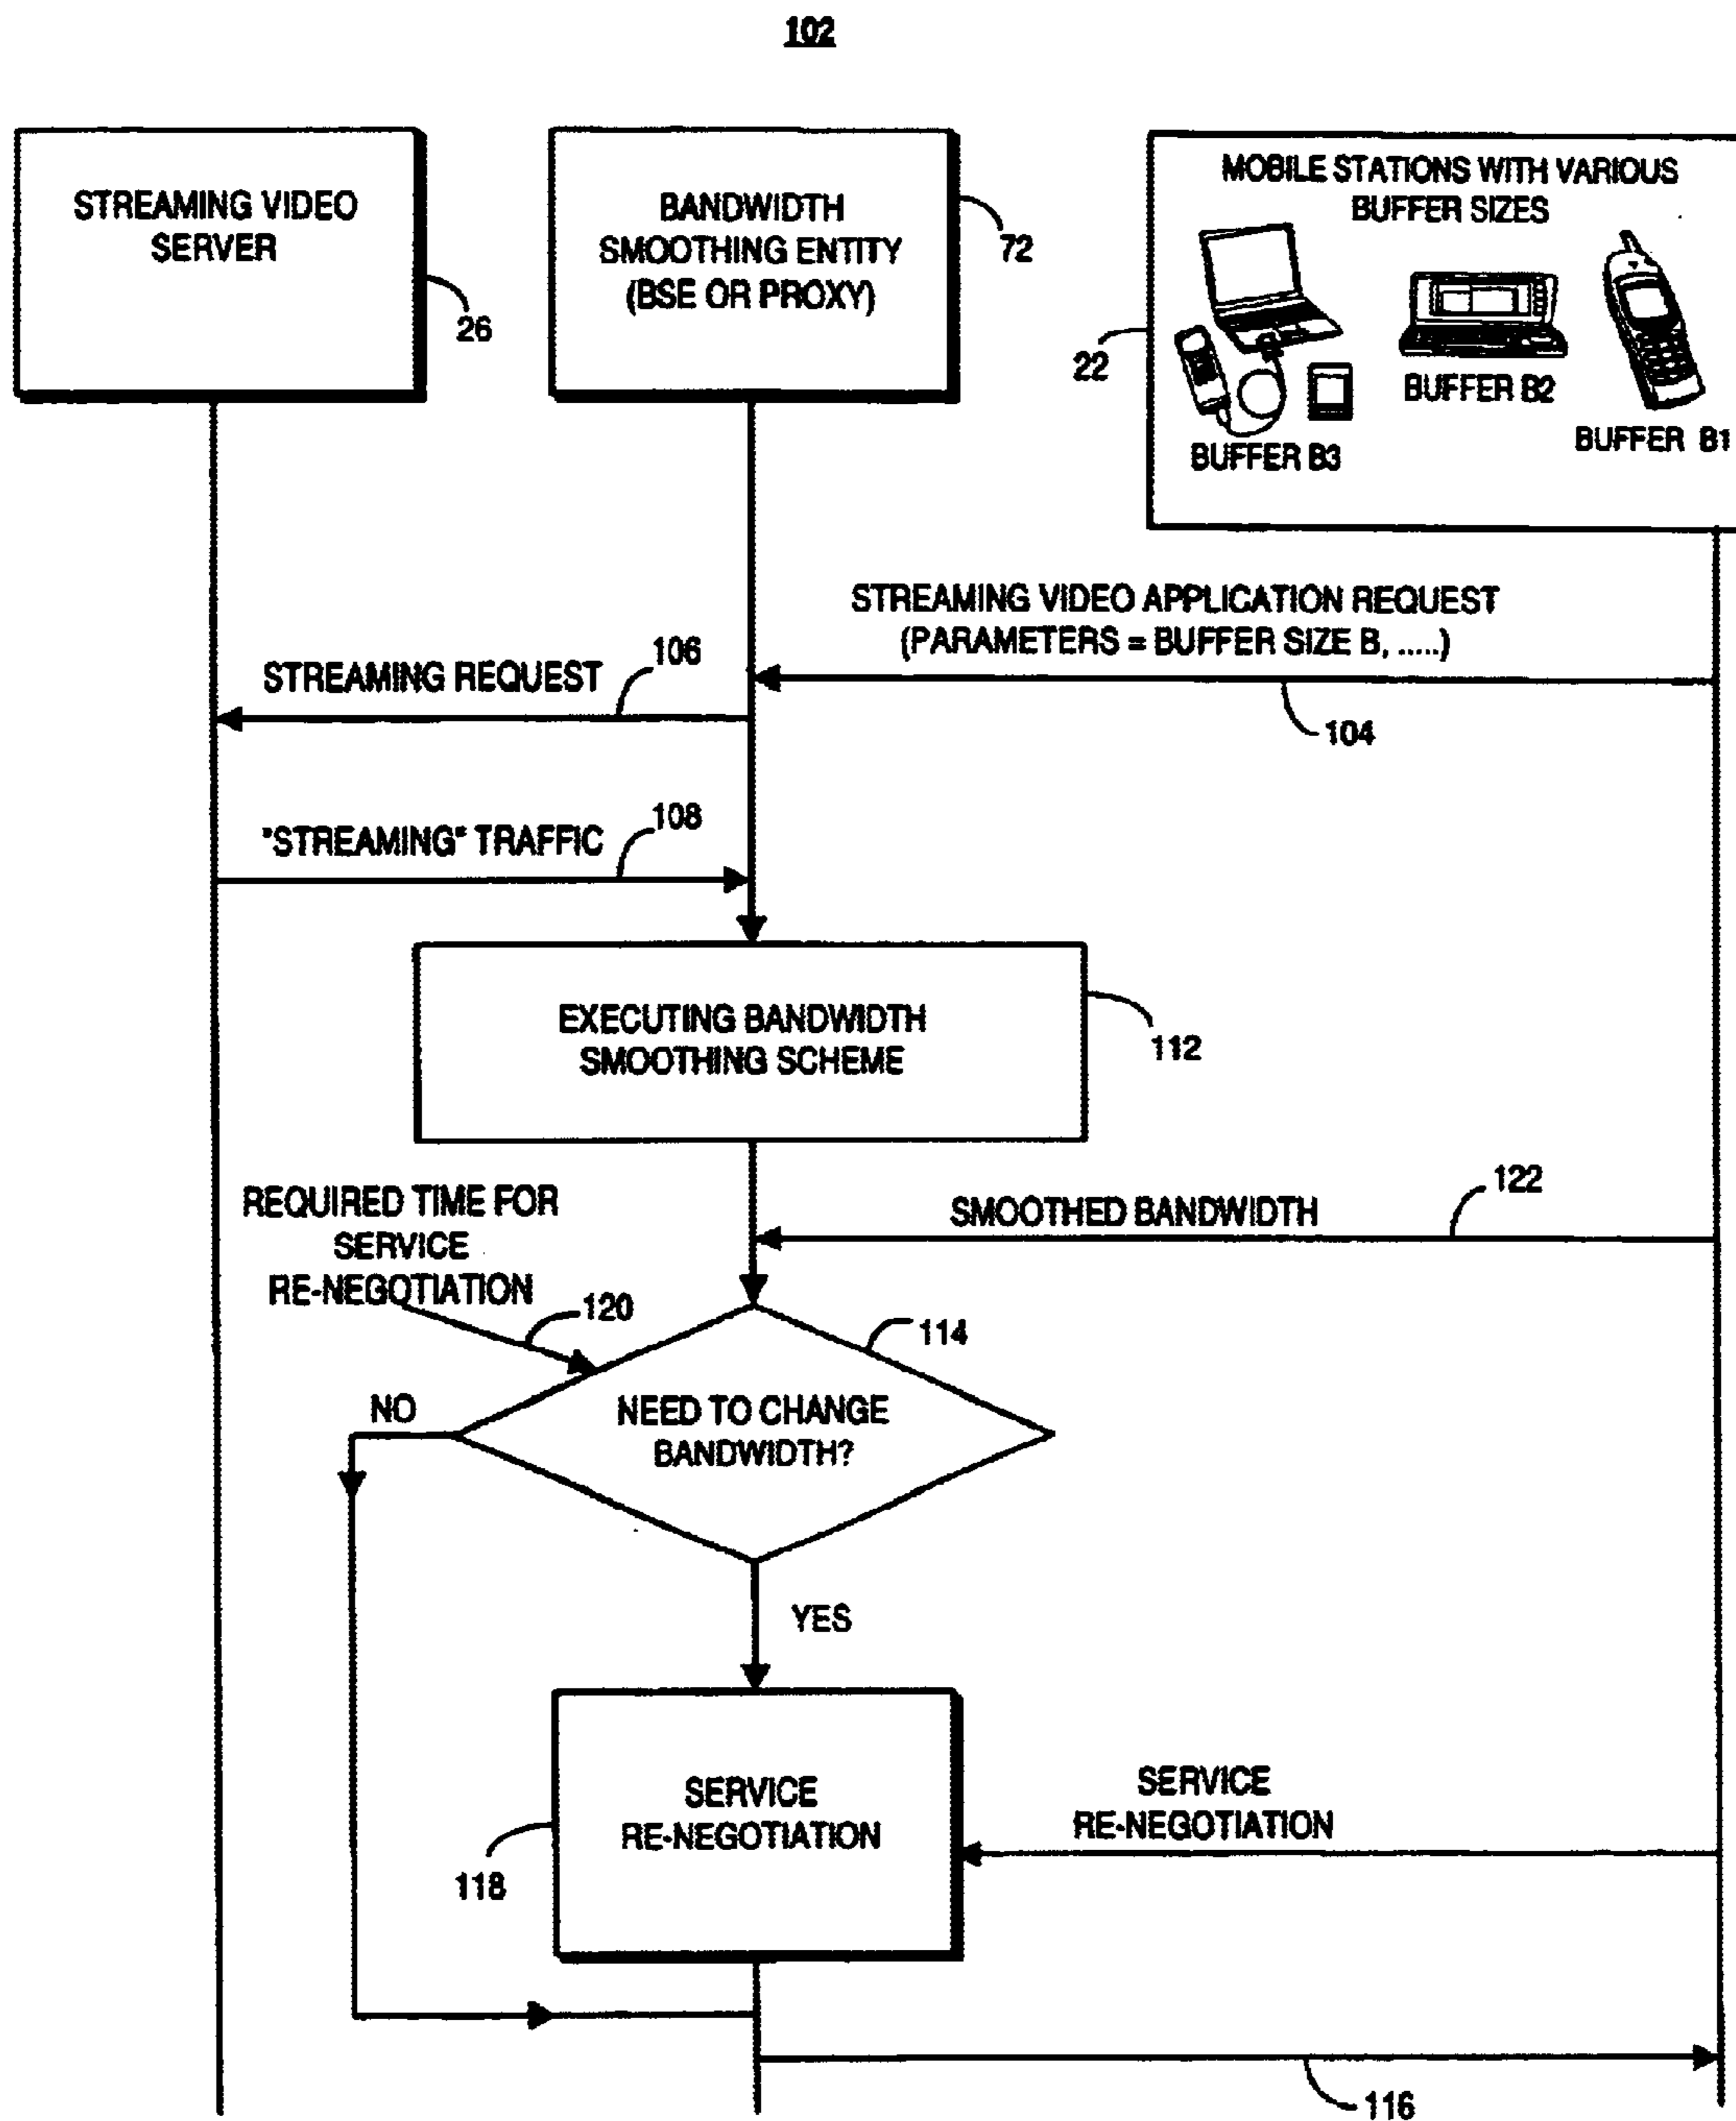 102
STREAMING VIDEO
SERVER
26
BANDWIDTH
SMOOTHING ENTITY
(BSE OR PROXY)
72
MOBILE STATIONS WITH VARIOUS
BUFFER SIZES
22
BUFFER B3
BUFFER B2
BUFFER B1
STREAMING VIDEO APPLICATION REQUEST
(PARAMETERS = BUFFER SIZE B, .....)
104
STREAMING REQUEST
106
"STREAMING" TRAFFIC
108
EXECUTING BANDWIDTH
SMOOTHING SCHEME
112
REQUIRED TIME FOR
SERVICE
RE-NEGOTIATION
120
SMOOTHED BANDWIDTH
122
114
NEED TO CHANGE
BANDWIDTH?
NO
YES
SERVICE
RE-NEGOTIATION
118
SERVICE
RE-NEGOTIATION
116